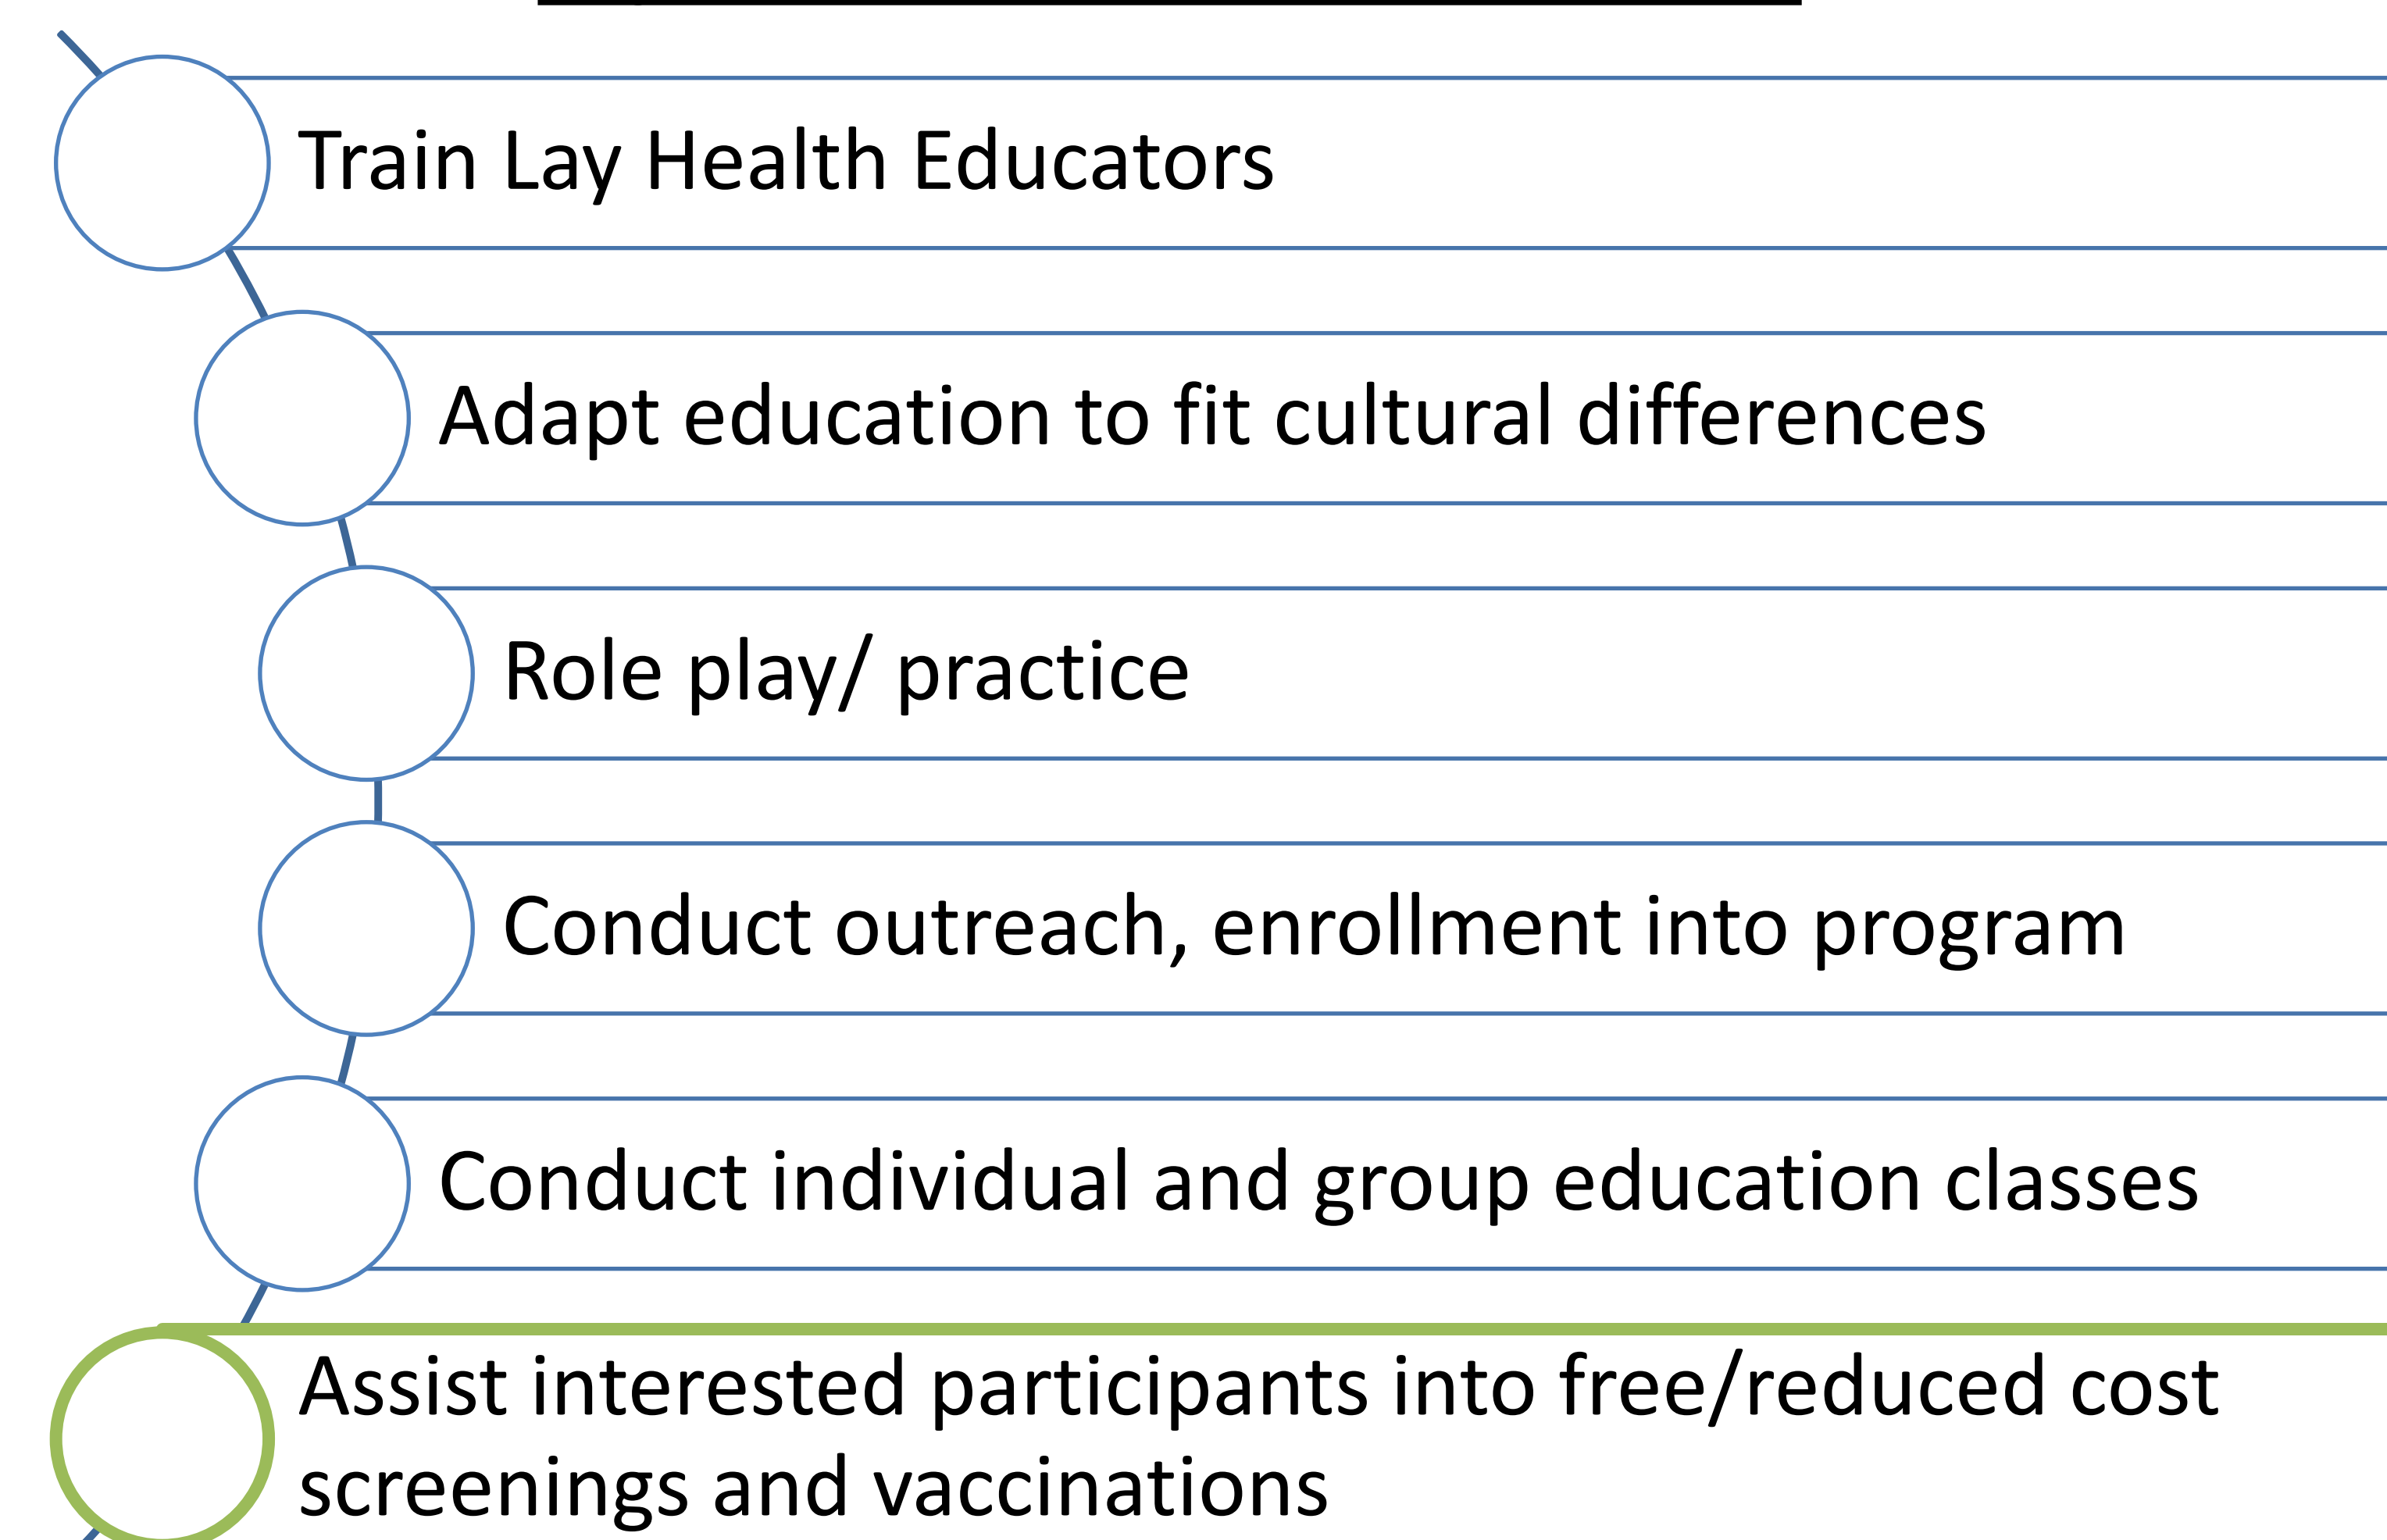 Train Lay Health Educators
Adapt education to fit cultural differences
Role play/ practice
Conduct outreach, enrollment into program
Conduct individual and group education classes
Assist interested participants into free/reduced cost
screenings and vaccinations